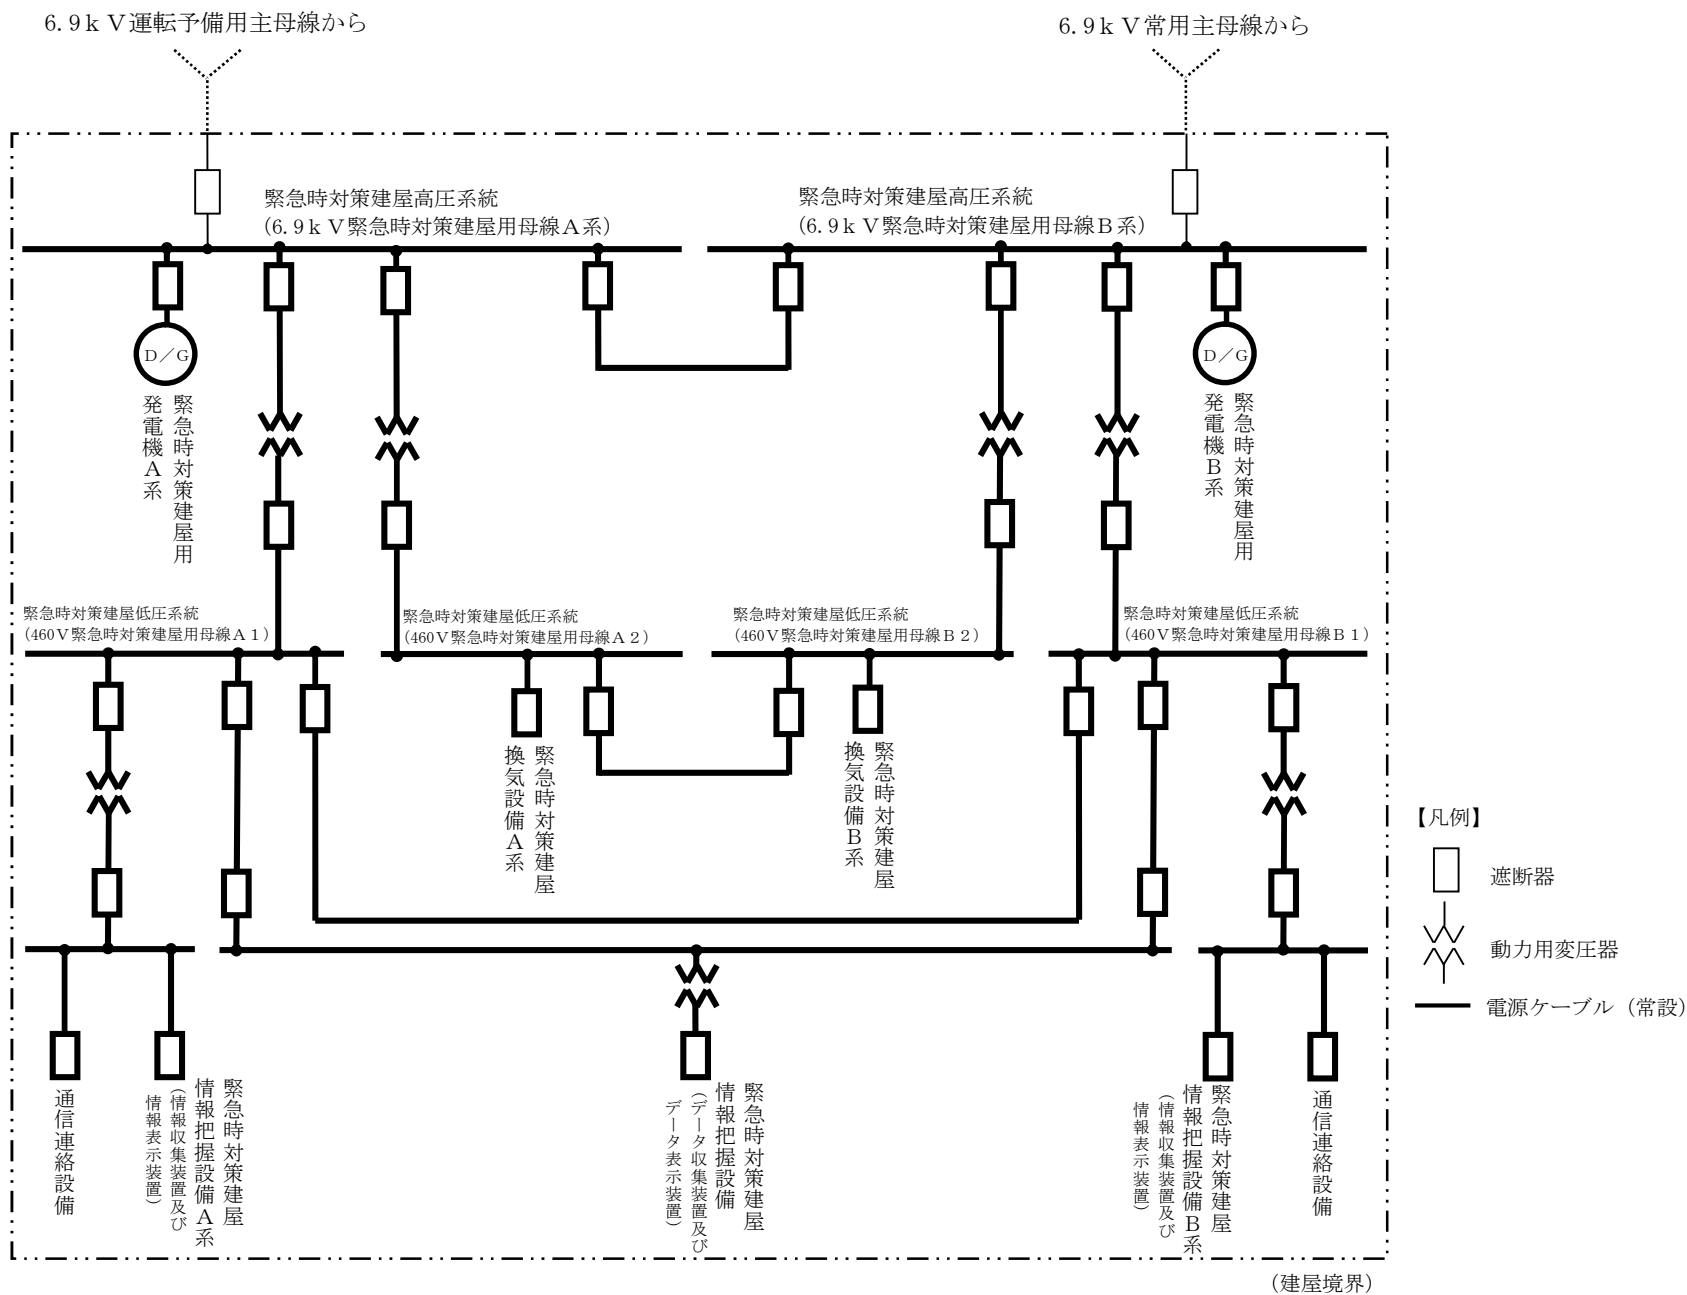 6.9ｋＶ運転予備用主母線から
6.9ｋＶ常用主母線から
緊急時対策建屋高圧系統
(6.9ｋＶ緊急時対策建屋用母線Ａ系)
緊急時対策建屋高圧系統
(6.9ｋＶ緊急時対策建屋用母線Ｂ系)
D／G
緊急時対策建屋用
発電機Ａ系
D／G
緊急時対策建屋用
発電機Ｂ系
緊急時対策建屋低圧系統
(460Ｖ緊急時対策建屋用母線Ａ１)
緊急時対策建屋低圧系統
(460Ｖ緊急時対策建屋用母線Ａ２)
緊急時対策建屋低圧系統
(460Ｖ緊急時対策建屋用母線Ｂ２)
緊急時対策建屋低圧系統
(460Ｖ緊急時対策建屋用母線Ｂ１)
緊急時対策建屋
換気設備Ａ系
緊急時対策建屋
換気設備Ｂ系
通信連絡設備
緊急時対策建屋
情報把握設備Ａ系
（情報収集装置及び
情報表示装置）
緊急時対策建屋
情報把握設備
（データ収集装置及び
データ表示装置）
緊急時対策建屋
情報把握設備Ｂ系
（情報収集装置及び
情報表示装置）
通信連絡設備
【凡例】
遮断器
動力用変圧器
電源ケーブル（常設）
（建屋境界）